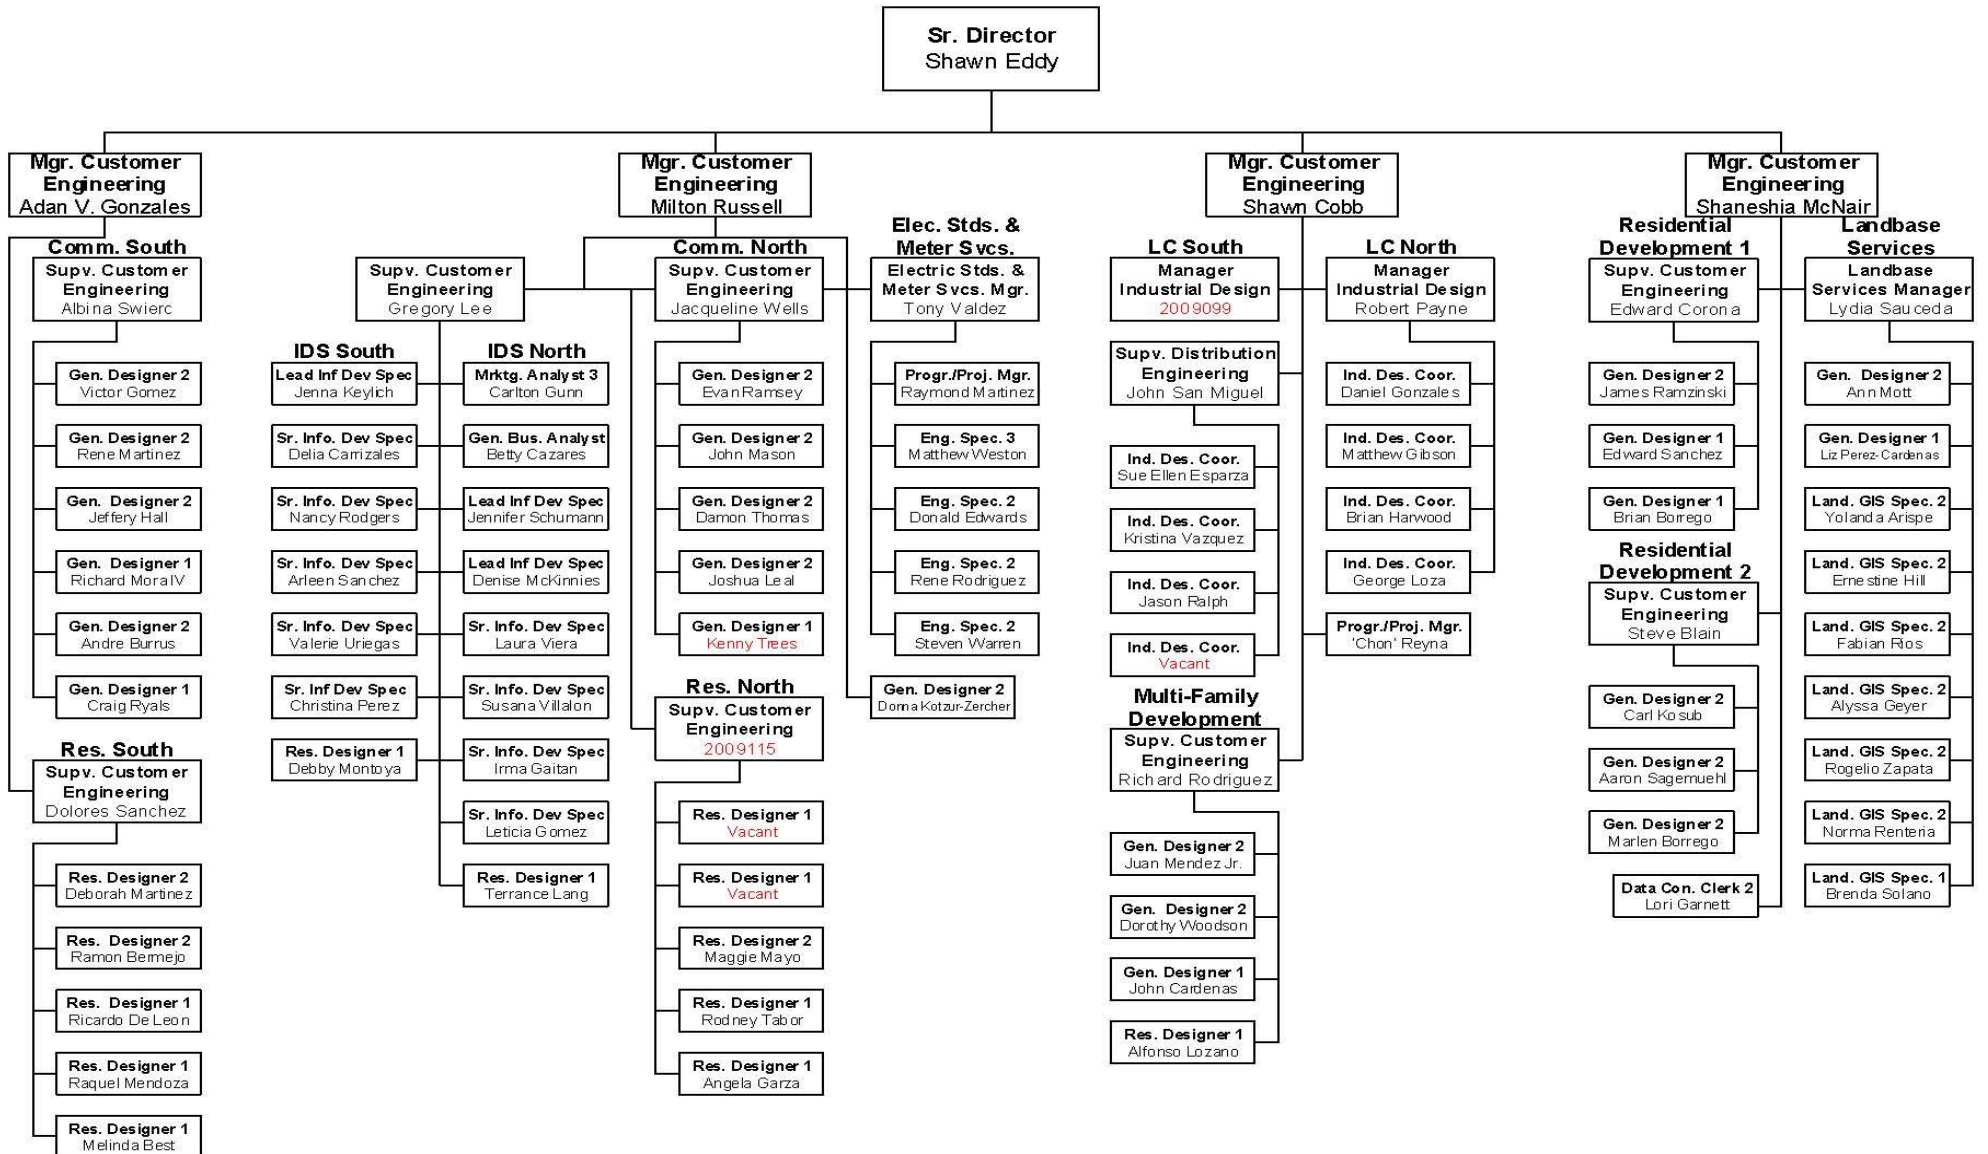 Sr. Director
Shawn Eddy
Mgr. Customer
Engineering
Adan V. Gonzales
Comm. South
Supv. Customer
Engineering
Albina Swierc
Gen. Designer 2
Victor Gomez
Gen. Designer 2
Rene Martinez
Gen. Designer 2
Jeffery Hall
Gen. Designer 1
Richard Mora IV
Gen. Designer 2
Andre Burrus
Gen. Designer 1
Craig Ryals
Res. South
Supv. Customer
Engineering
Dolores Sanchez
Res. Designer 2
Deborah Martinez
Res. Designer 2
Ramon Bermejo
Res. Designer 1
Ricardo De Leon
Res. Designer 1
Raquel Mendoza
Res. Designer 1
Melinda Best
Mgr. Customer
Engineering
Milton Russell
Supv. Customer
Engineering
Gregory Lee
IDS South
Lead Inf Dev Spec
Jenna Keylich
Sr. Info. Dev Spec
Delia Carrizales
Sr. Info. Dev Spec
Nancy Rodgers
Sr. Info. Dev Spec
Arleen Sanchez
Sr. Info. Dev Spec
Valerie Uriegas
Sr. Inf Dev Spec
Christina Perez
Res. Designer 1
Debby Montoya
IDS North
Mrktg. Analyst 3
Carlton Gunn
Gen. Bus. Analyst
Betty Cazares
Lead Inf Dev Spec
Jennifer Schumann
Lead Inf Dev Spec
Denise McKinnies
Sr. Info. Dev Spec
Laura Viera
Sr. Info. Dev Spec
Susana Villalon
Sr. Info. Dev Spec
Irma Gaitan
Sr. Info. Dev Spec
Leticia Gomez
Res. Designer 1
Terrance Lang
Comm. North
Supv. Customer
Engineering
Jacqueline Wells
Gen. Designer 2
Evan Ramsey
Gen. Designer 2
John Mason
Gen. Designer 2
Damon Thomas
Gen. Designer 2
Joshua Leal
Gen. Designer 1
Kenny Trees
Res. North
Supv. Customer
Engineering
2009115
Res. Designer 1
Vacant
Res. Designer 1
Vacant
Res. Designer 2
Maggie Mayo
Res. Designer 1
Rodney Tabor
Res. Designer 1
Angela Garza
Elec. Stds. &
Meter Svcs.
Electric Stds. &
Meter Svcs. Mgr.
Tony Valdez
Progr./Proj. Mgr.
Raymond Martinez
Eng. Spec. 3
Matthew Weston
Eng. Spec. 2
Donald Edwards
Eng. Spec. 2
Rene Rodriguez
Eng. Spec. 2
Steven Warren
Gen. Designer 2
Donna Kotzur-Zercher
Mgr. Customer
Engineering
Shawn Cobb
LC South
Manager
Industrial Design
2009099
Supv. Distribution
Engineering
John San Miguel
Ind. Des. Coor.
Sue Ellen Esparza
Ind. Des. Coor.
Kristina Vazquez
Ind. Des. Coor.
Jason Ralph
Ind. Des. Coor.
Vacant
Multi-Family
Development
Supv. Customer
Engineering
Richard Rodriguez
Gen. Designer 2
Juan Mendez Jr.
Gen. Designer 2
Dorothy Woodson
Gen. Designer 1
John Cardenas
Res. Designer 1
Alfonso Lozano
LC North
Manager
Industrial Design
Robert Payne
Ind. Des. Coor.
Daniel Gonzales
Ind. Des. Coor.
Matthew Gibson
Ind. Des. Coor.
Brian Harwood
Ind. Des. Coor.
George Loza
Progr./Proj. Mgr.
'Chon' Reyna
Mgr. Customer
Engineering
Shaneshia McNair
Residential
Development 1
Supv. Customer
Engineering
Edward Corona
Gen. Designer 2
James Ramzinski
Gen. Designer 1
Edward Sanchez
Gen. Designer 1
Brian Borrego
Residential
Development 2
Supv. Customer
Engineering
Steve Blain
Gen. Designer 2
Carl Kosub
Gen. Designer 2
Aaron Sagemuehl
Gen. Designer 2
Marlen Borrego
Data Con. Clerk 2
Lori Garnett
Landbase
Services
Landbase
Services Manager
Lydia Sauceda
Gen. Designer 2
Ann Mott
Gen. Designer 1
Liz Perez-Cardenas
Land. GIS Spec. 2
Yolanda Arispe
Land. GIS Spec. 2
Ernestine Hill
Land. GIS Spec. 2
Fabian Rios
Land. GIS Spec. 2
Alyssa Geyer
Land. GIS Spec. 2
Rogelio Zapata
Land. GIS Spec. 2
Norma Renteria
Land. GIS Spec. 1
Brenda Solano